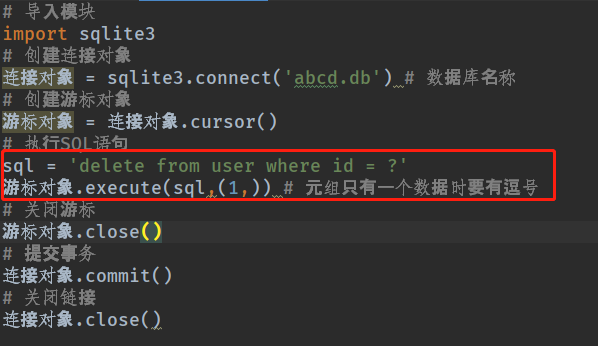 # 导入模块
import sqlite3
# 创建连接对象
连接对象 = sqlite3.connect('abcd.db') # 数据库名称
# 创建游标对象
游标对象 = 连接对象.cursor()
# 执行SQL语句
sql = 'delete from user where id = ?'
游标对象.execute(sql,(1,)) # 元组只有一个数据时要有逗号
# 关闭游标
游标对象.close()
# 提交事务
连接对象.commit()
# 关闭链接
连接对象.close()